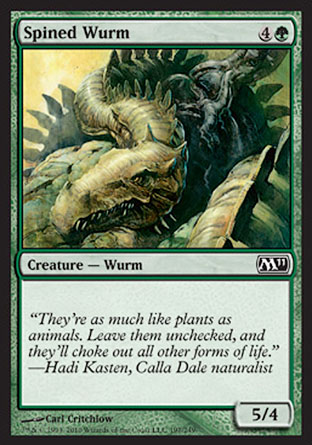 Spined Wurm 4
Creature — Wurm M11
“They’re as much like plants as
animals. Leave them unchecked, and
they’ll choke out all other forms of life.”
—Hadi Kasten, Calla Dale naturalist
Carl Critchlow
5/4